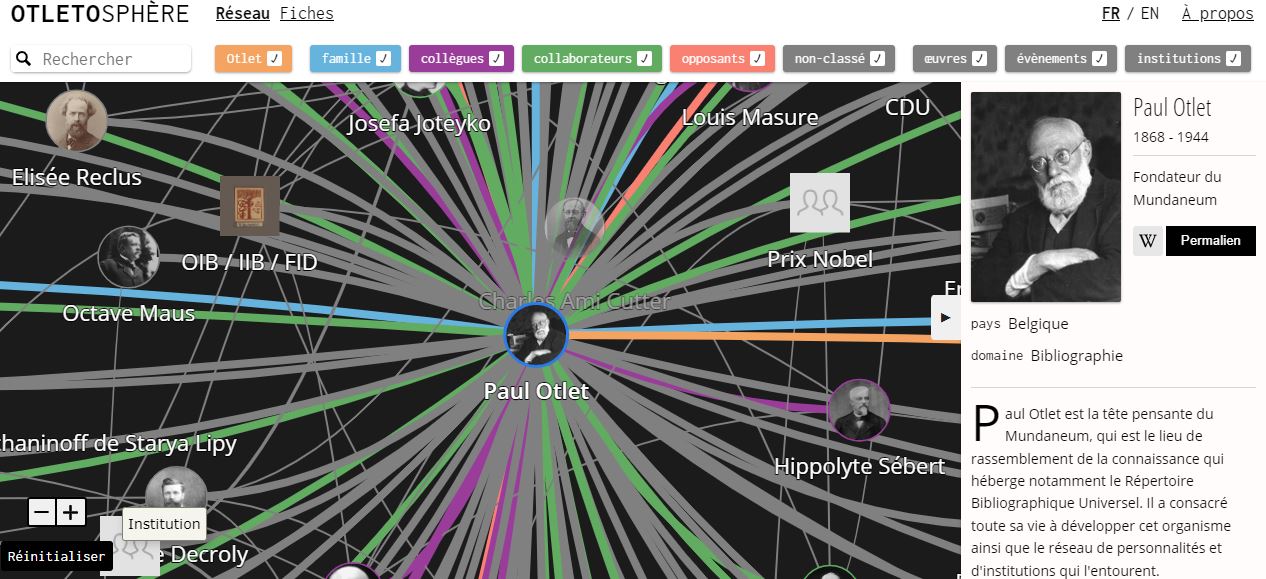 OTLETOSPHÈRE Réseau Fiches FR / EN À propos
Rechercher Otlet famille collègues collaborateurs opposants non-classé œuvres évènements institutions
Josefa Joteyko
Louis Masure
CDU
Elisée Reclus
OIB / IIB / FID
Prix Nobel
Octave Maus
Charles Ami Cutter
Paul Otlet
Hippolyte Sébert
chaninoff de Starya Lipy
Institution
Decroly
Réinitialiser
Paul Otlet
1868 - 1944
Fondateur du
Mundaneum
W Permalien
pays Belgique
domaine Bibliographie
Paul Otlet est la tête pensante du
Mundaneum, qui est le lieu de
rassemblement de la connaissance qui
héberge notamment le Répertoire
Bibliographique Universel. Il a consacré
toute sa vie à développer cet organisme
ainsi que le réseau de personnalités et
d'institutions qui l'entourent.